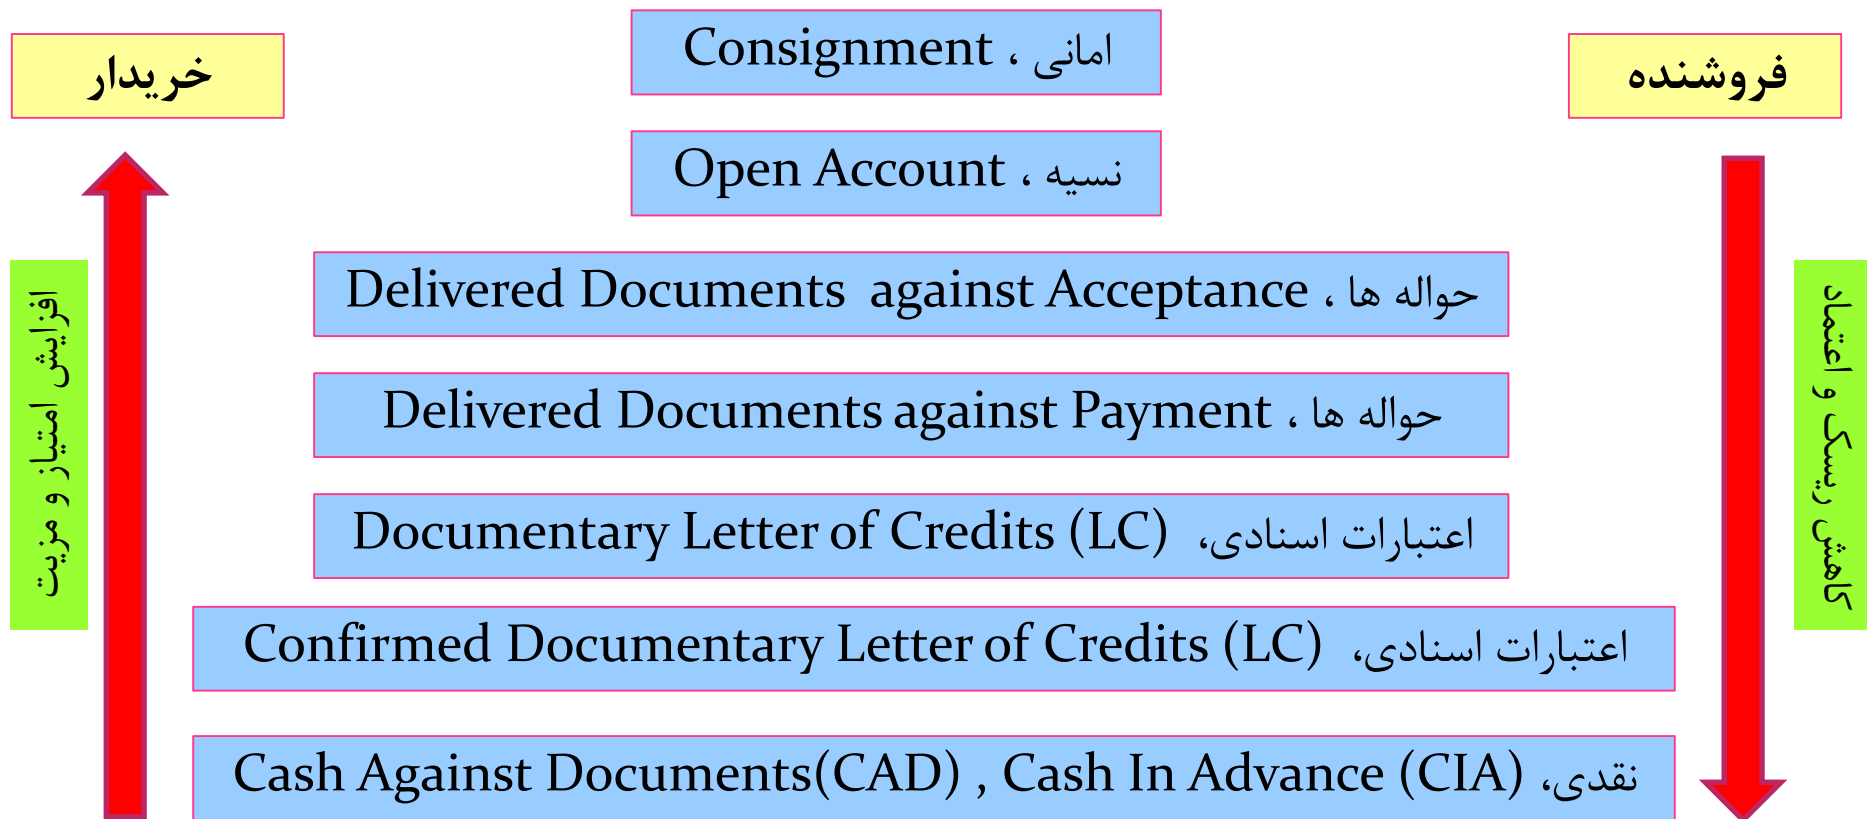 خریدار
فروشنده
امانی ، Consignment
نسیه ، Open Account
حواله ها ، Delivered Documents against Acceptance
حواله ها ، Delivered Documents against Payment
اعتبارات اسنادی، Documentary Letter of Credits (LC)
اعتبارات اسنادی، Confirmed Documentary Letter of Credits (LC)
نقدی، Cash Against Documents(CAD) , Cash In Advance (CIA)
افزایش امتیاز و مزیت
کاهش ریسک و اعتماد